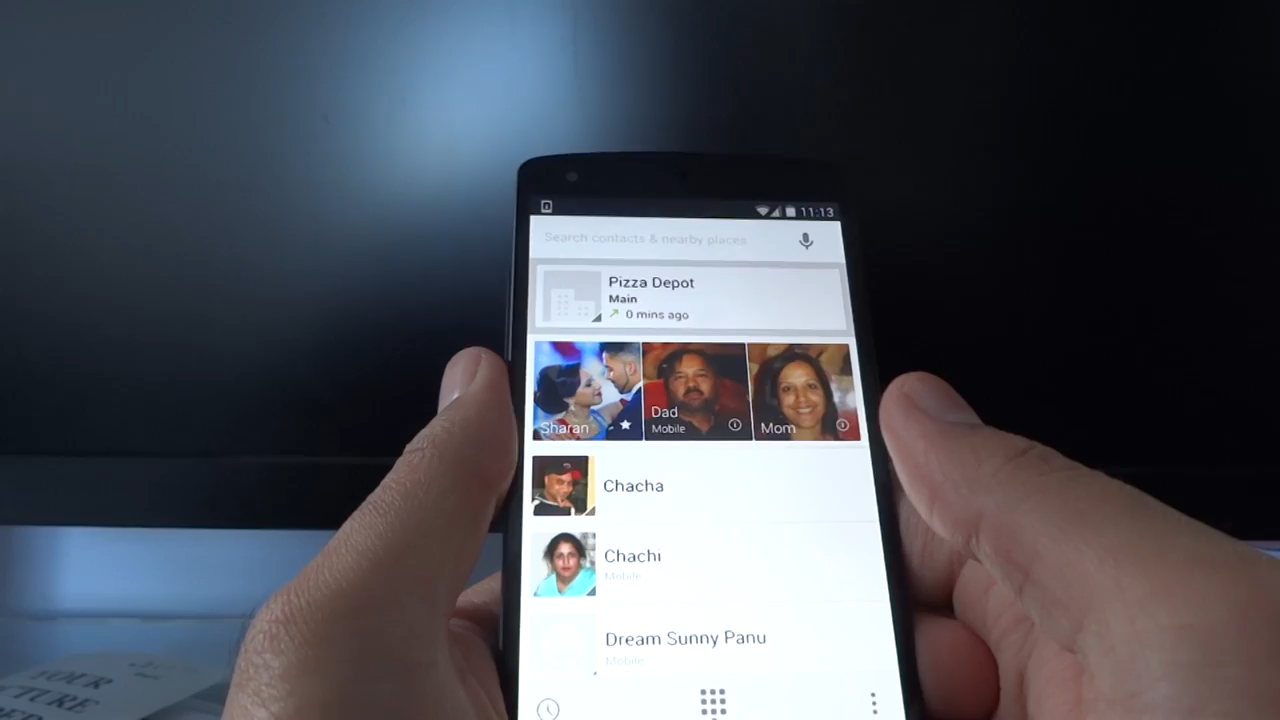 11:13
Search contacts & nearby places
Pizza Depot
Main
0 mins ago
Sharan
Dad
Mobile
Mom
Chacha
Chachi
Mobile
Dream Sunny Panu
Mobile
YOUR